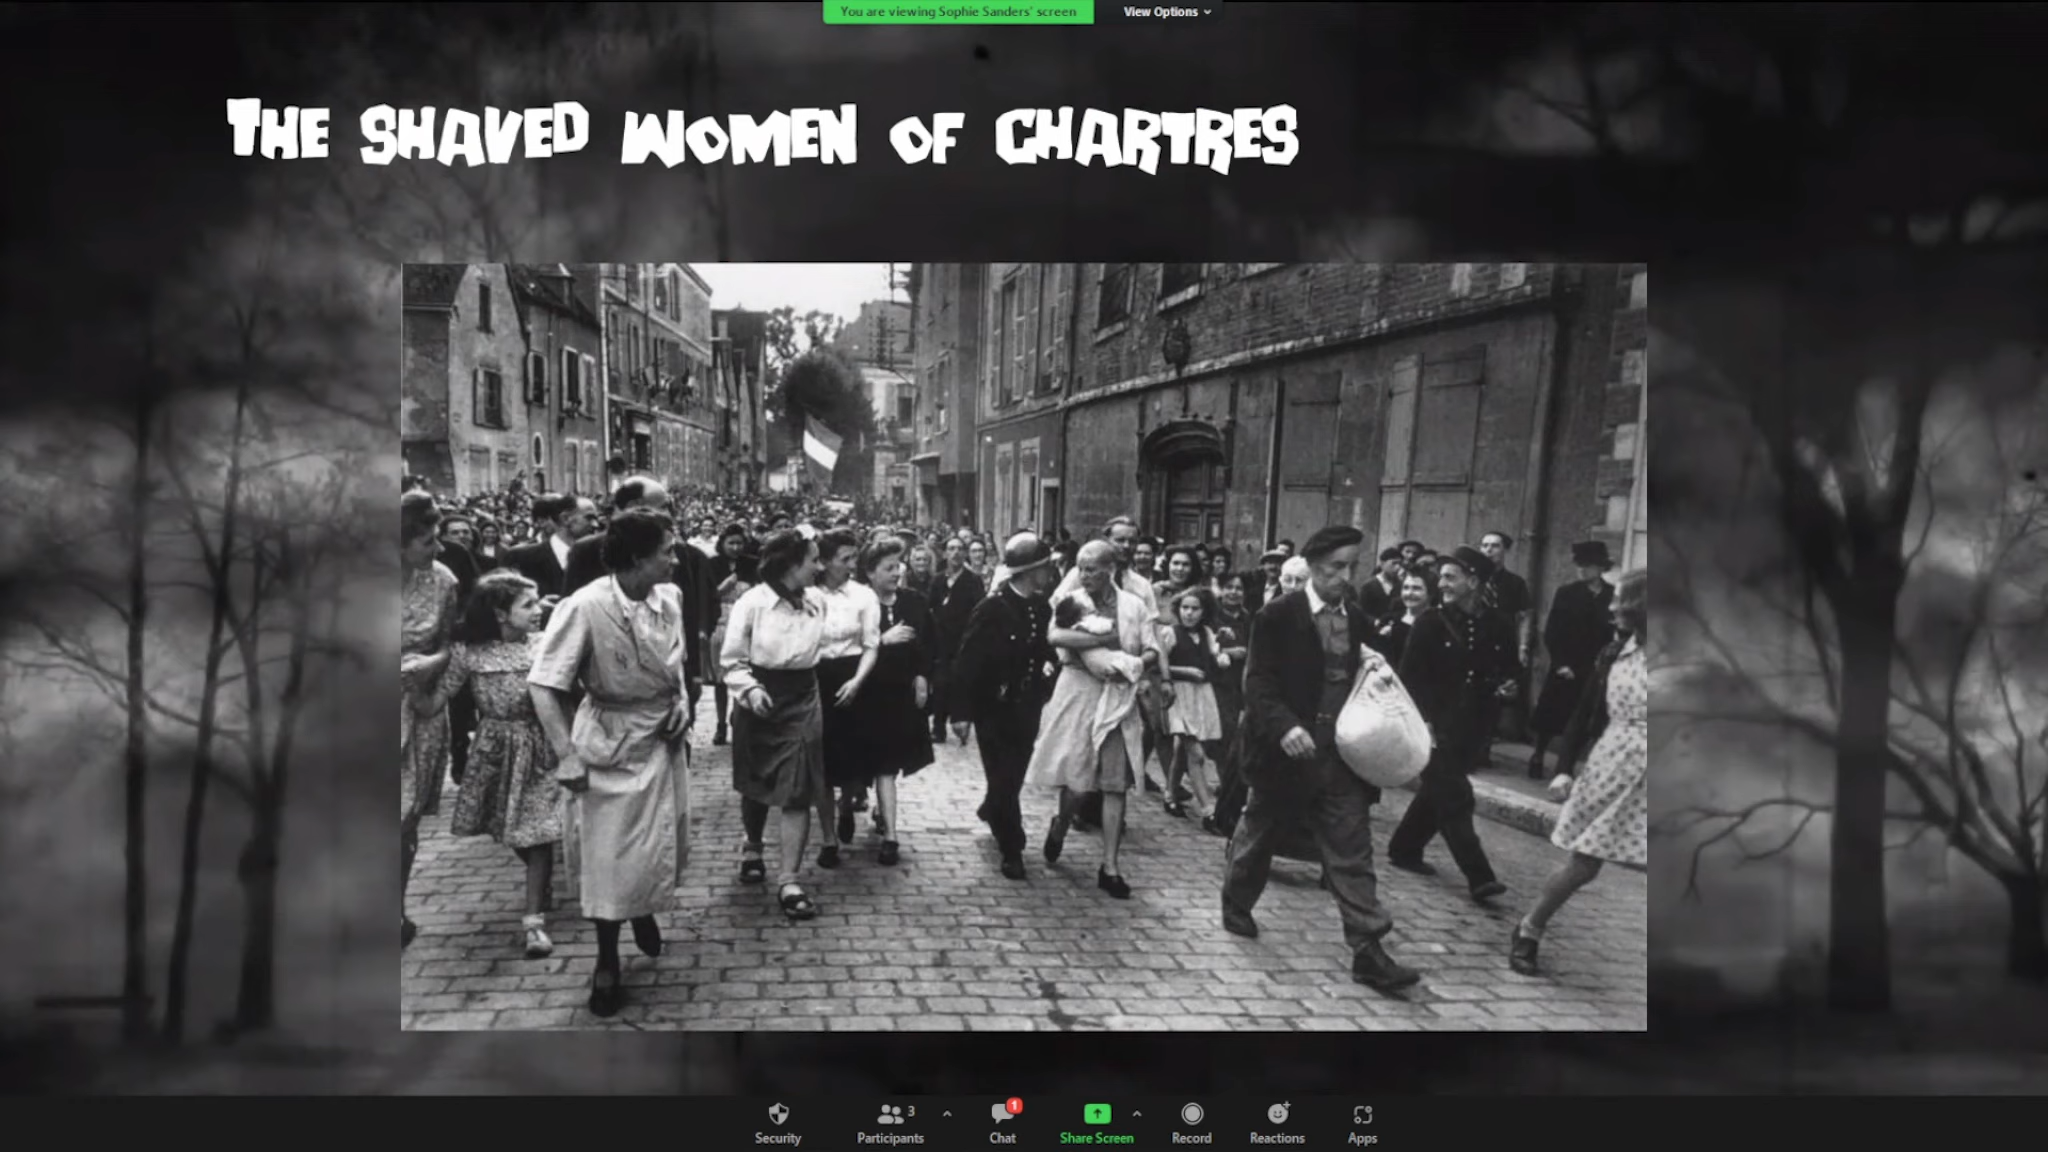 You are viewing Sophie Sanders' screen
View Options
THE SHAVED WOMEN OF CHARTRES
Security
Participants
3
Chat
1
Share Screen
Record
Reactions
Apps